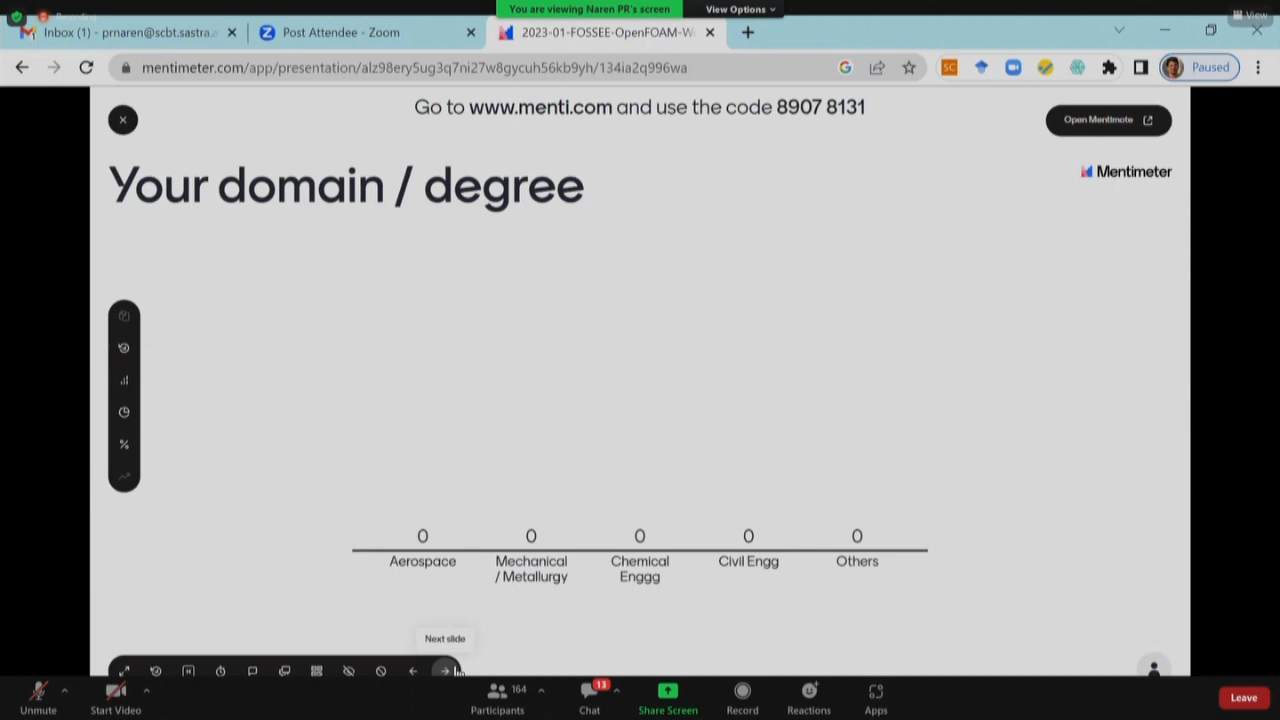 You are viewing Naren PR's screen
View Options
Recording
View
Inbox (1) - prnaren@scbt.sastra.
Post Attendee - Zoom
2023-01-FOSSEE-OpenFOAM-W
mentimeter.com/app/presentation/alz98ery5ug3q7ni27w8gycuh56kb9yh/134ia2q996wa
SC
Paused
Go to www.menti.com and use the code 8907 8131
Open Mentimote
Mentimeter
Your domain / degree
0 0 0 0 0
Aerospace
Mechanical
/ Metallurgy
Chemical
Enggg
Civil Engg
Others
Next slide
164
13
Unmute
Start Video
Participants
Chat
Share Screen
Record
Reactions
Apps
Leave